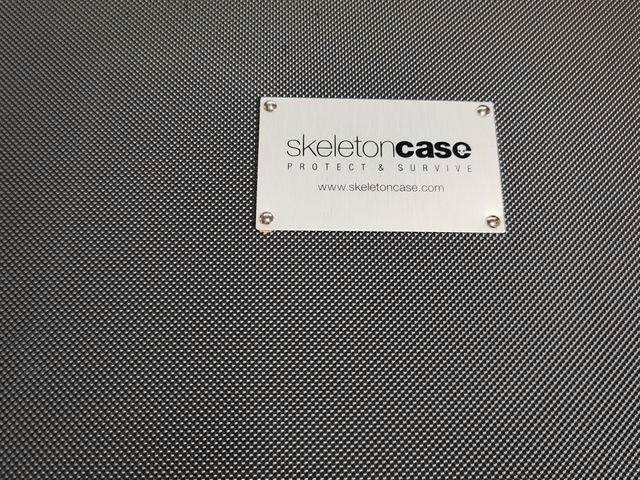 skeletoncase
PROTECT & SURVIVE
www.skeletoncase.com